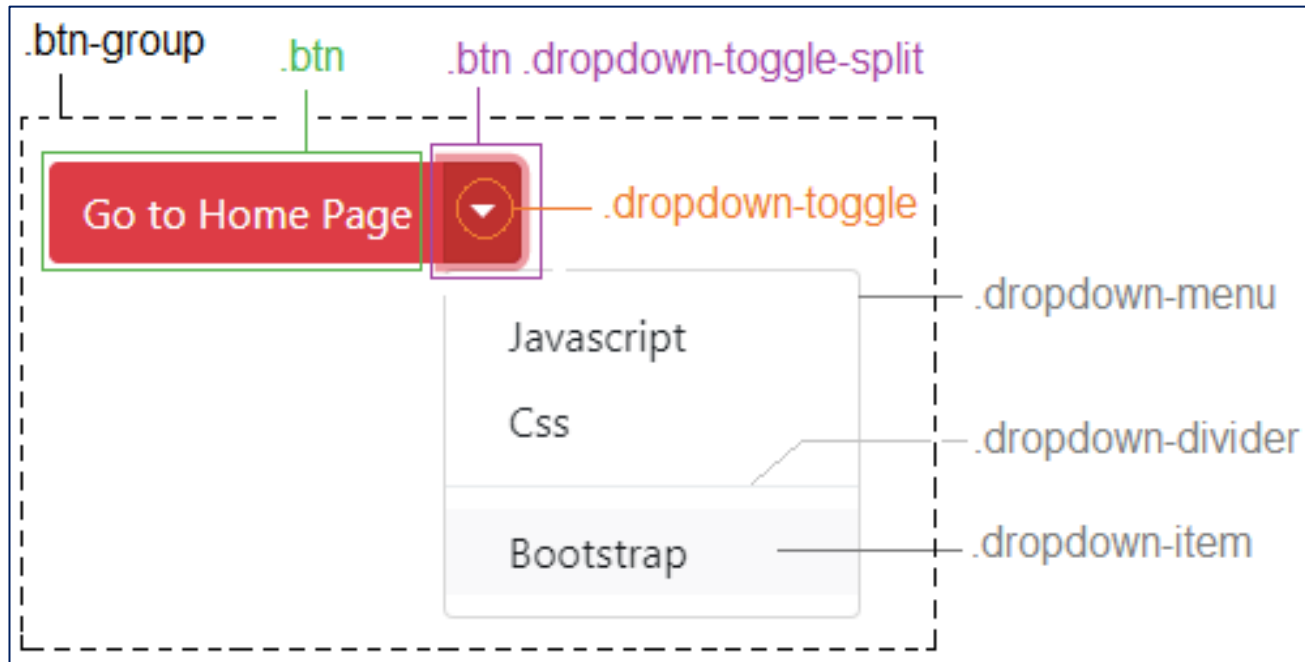 .btn-group
.btn
.btn .dropdown-toggle-split
Go to Home Page
.dropdown-toggle
.dropdown-menu
Javascript
Css
.dropdown-divider
Bootstrap
.dropdown-item